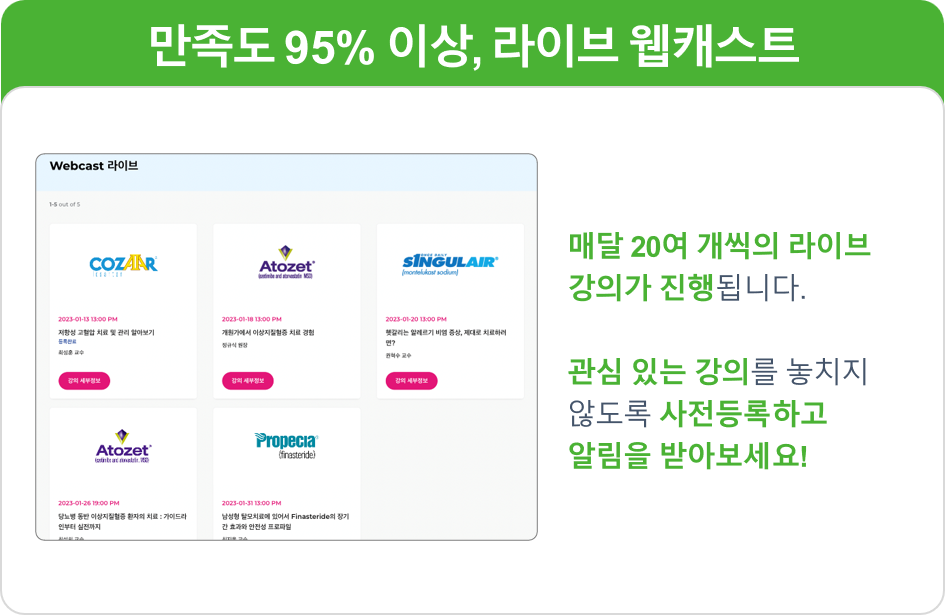 만족도 95% 이상, 라이브 웹캐스트
Webcast 라이브
1-5 out of 5
COZAAR®
Atozet®
(ezetimibe and atorvastatin, MSD)
ONCE DAILY
SINGULAIR®
(montelukast sodium)
2023-01-13 13:00 PM
저항성 고혈압 치료 및 관리 알아보기
등록완료
최성훈 교수
강의 세부정보
2023-01-18 13:00 PM
개원가에서 이상지질혈증 치료 경험
장규식 원장
강의 세부정보
2023-01-20 13:00 PM
헷갈리는 알레르기 비염 증상, 제대로 치료하려
면?
권혁수 교수
강의 세부정보
Atozet®
(ezetimibe and atorvastatin, MSD)
Propecia®
(finasteride)
2023-01-26 19:00 PM
당뇨병 동반 이상지질혈증 환자의 치료 : 가이드라
인부터 실전까지
2023-01-31 13:00 PM
남성형 탈모치료에 있어서 Finasteride의 장기
간 효과와 안전성 프로파일
매달 20여 개씩의 라이브
강의가 진행됩니다.
관심 있는 강의를 놓치지
않도록 사전등록하고
알림을 받아보세요!